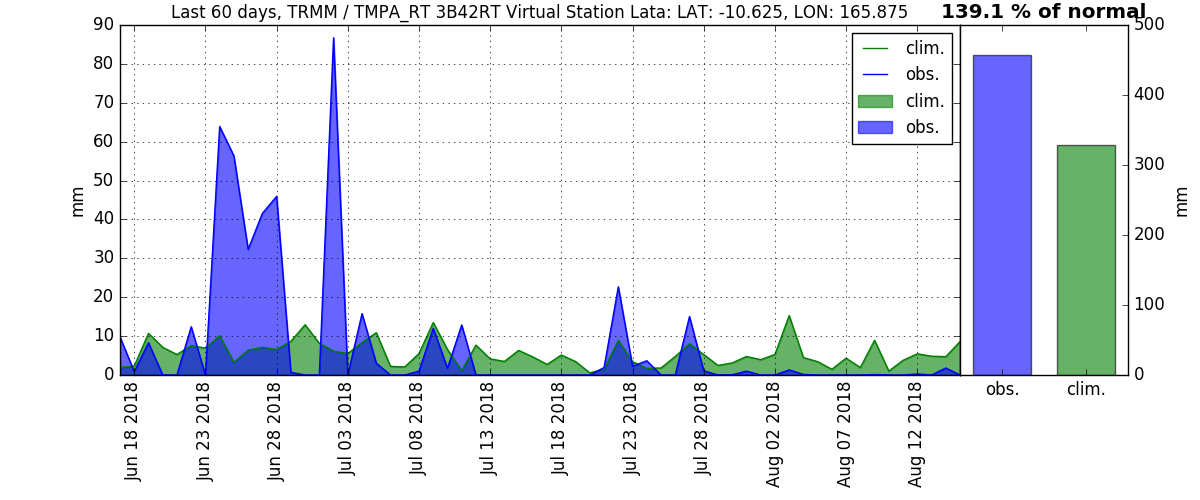 Last 60 days, TRMM / TMPA_RT 3B42RT Virtual Station Lata: LAT: -10.625, LON: 165.875
139.1 % of normal
90
80
70
60
50
40
30
20
10
0
mm
clim.
obs.
clim.
obs.
500
400
300
200
100
0
mm
Jun 18 2018
Jun 23 2018
Jun 28 2018
Jul 03 2018
Jul 08 2018
Jul 13 2018
Jul 18 2018
Jul 23 2018
Jul 28 2018
Aug 02 2018
Aug 07 2018
Aug 12 2018
obs.
clim.